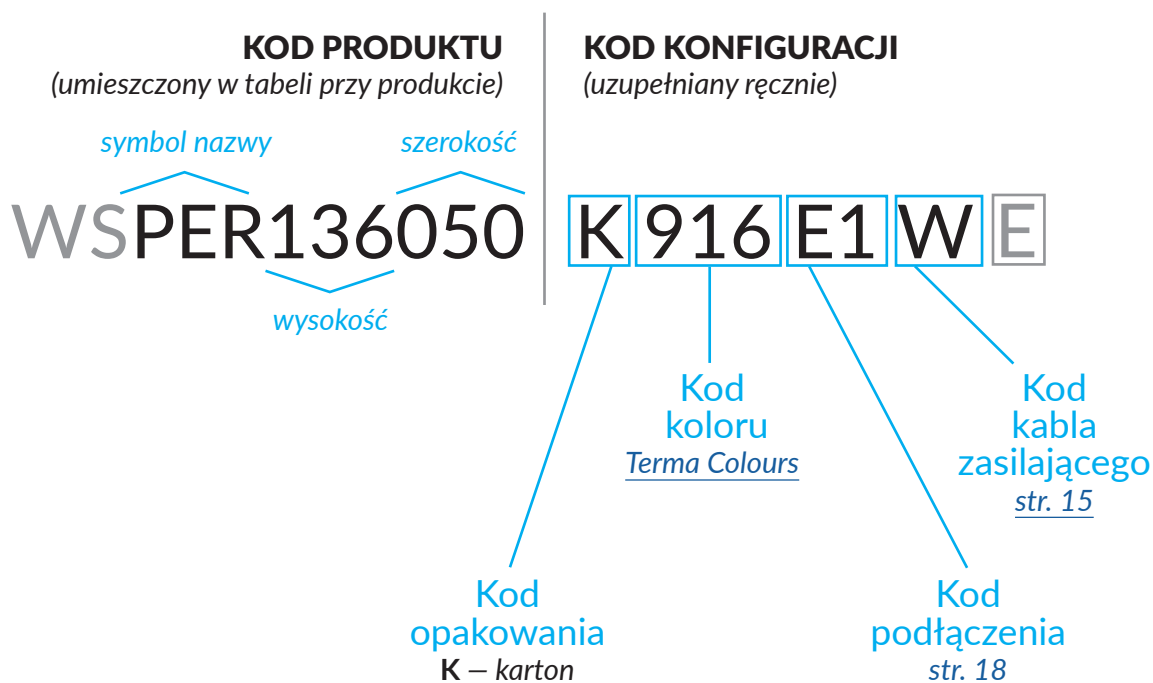 KOD PRODUKTU
(umieszczony w tabeli przy produkcie)
KOD KONFIGURACJI
(uzupełniany ręcznie)
symbol nazwy
szerokość
WSPER136050 K 916 E1 W E
wysokość
Kod
koloru
Terma Colours
Kod
kabla
zasilającego
str. 15
Kod
opakowania
K – karton
Kod
podłączenia
str. 18